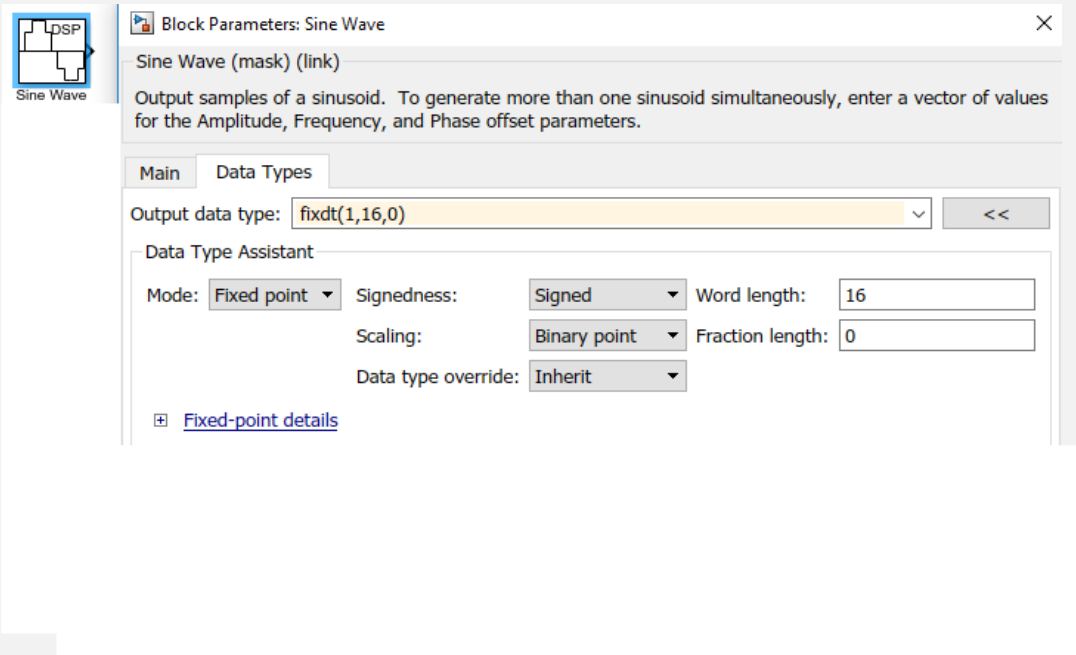 DSP
Sine Wave
Block Parameters: Sine Wave
Sine Wave (mask) (link)
Output samples of a sinusoid. To generate more than one sinusoid simultaneously, enter a vector of values
for the Amplitude, Frequency, and Phase offset parameters.
Main Data Types
Output data type: fixdt(1,16,0) <<
Data Type Assistant
Mode: Fixed point Signedness: Signed Word length: 16
Scaling: Binary point Fraction length: 0
Data type override: Inherit
Fixed-point details